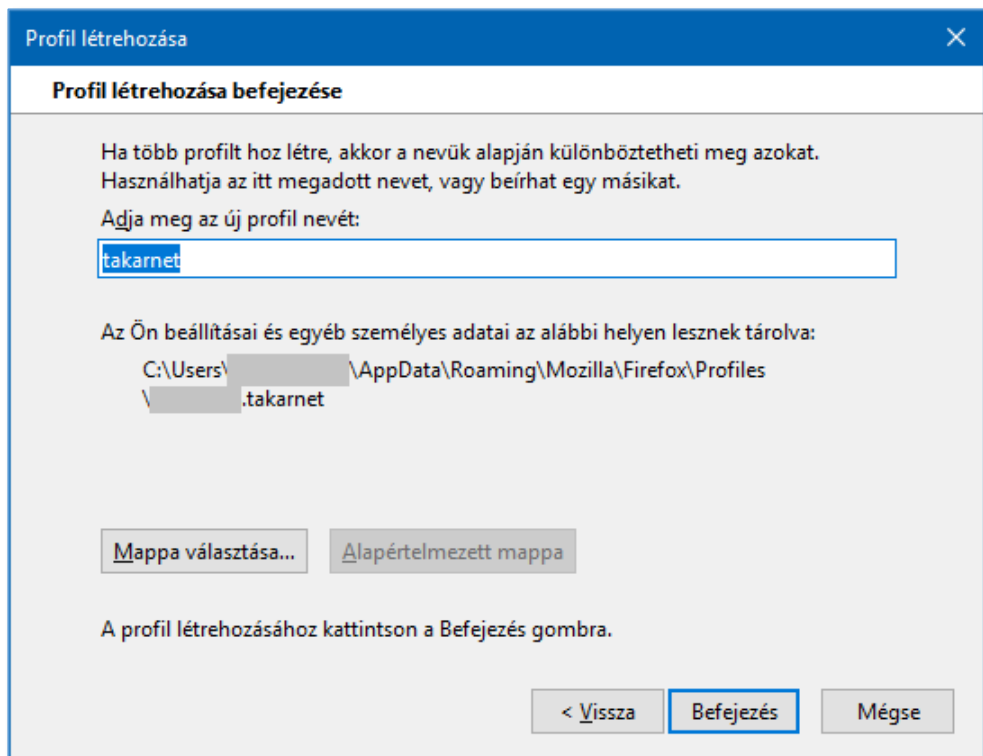 Profil létrehozása
Profil létrehozása befejezése
Ha több profilt hoz létre, akkor a nevük alapján különböztetheti meg azokat.
Használhatja az itt megadott nevet, vagy beírhat egy másikat.
Adja meg az új profil nevét:
takarnet
Az Ön beállításai és egyéb személyes adatai az alábbi helyen lesznek tárolva:
C:\Users\ \AppData\Roaming\Mozilla\Firefox\Profiles
\ .takarnet
Mappa választása... Alapértelmezett mappa
A profil létrehozásához kattintson a Befejezés gombra.
< Vissza Befejezés Mégse